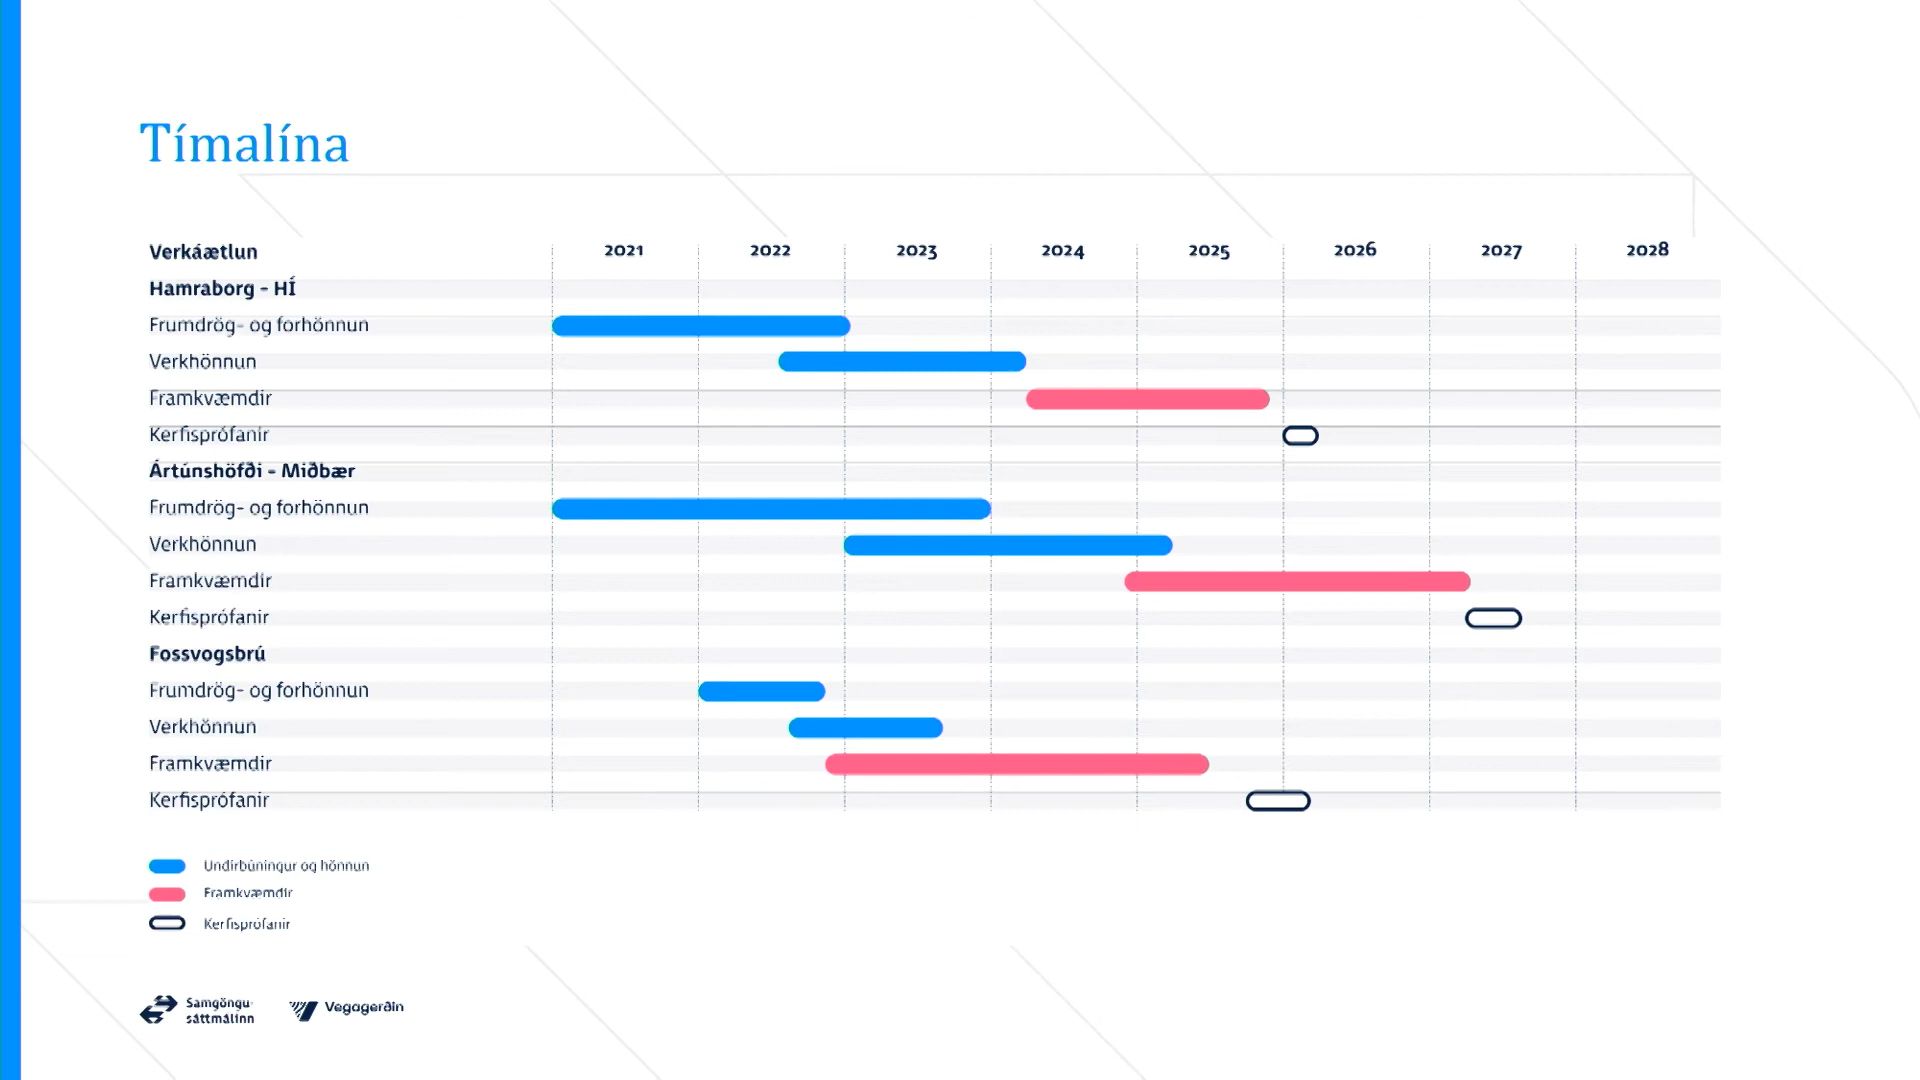 Tímalína
Verkáætlun 2021 2022 2023 2024 2025 2026 2027 2028
Hamraborg - HÍ
Frumdrög- og forhönnun
Verkhönnun
Framkvæmdir
Kerfisprófanir
Ártúnshöfði - Miðbær
Frumdrög- og forhönnun
Verkhönnun
Framkvæmdir
Kerfisprófanir
Fossvogsbrú
Frumdrög- og forhönnun
Verkhönnun
Framkvæmdir
Kerfisprófanir
Undirbúningur og hönnun
Framkvæmdir
Kerfisprófanir
Samgöngu-
sáttmálinn
Vegagerðin